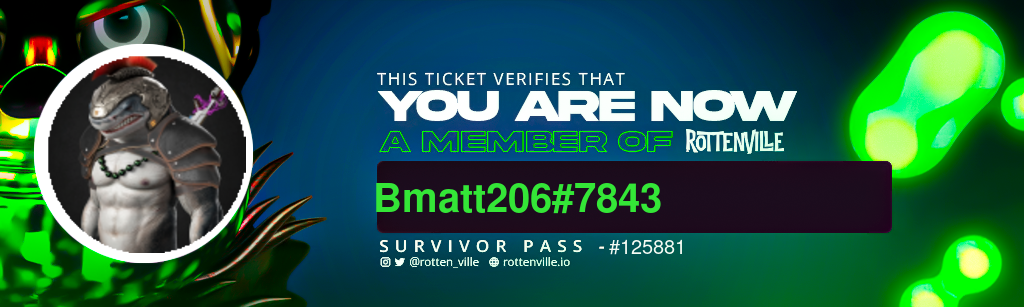 THIS TICKET VERIFIES THAT
YOU ARE NOW
A MEMBER OF ROTTENVILLE
Bmatt206#7843
SURVIVOR PASS - #125881
@rotten_ville rottenville.io